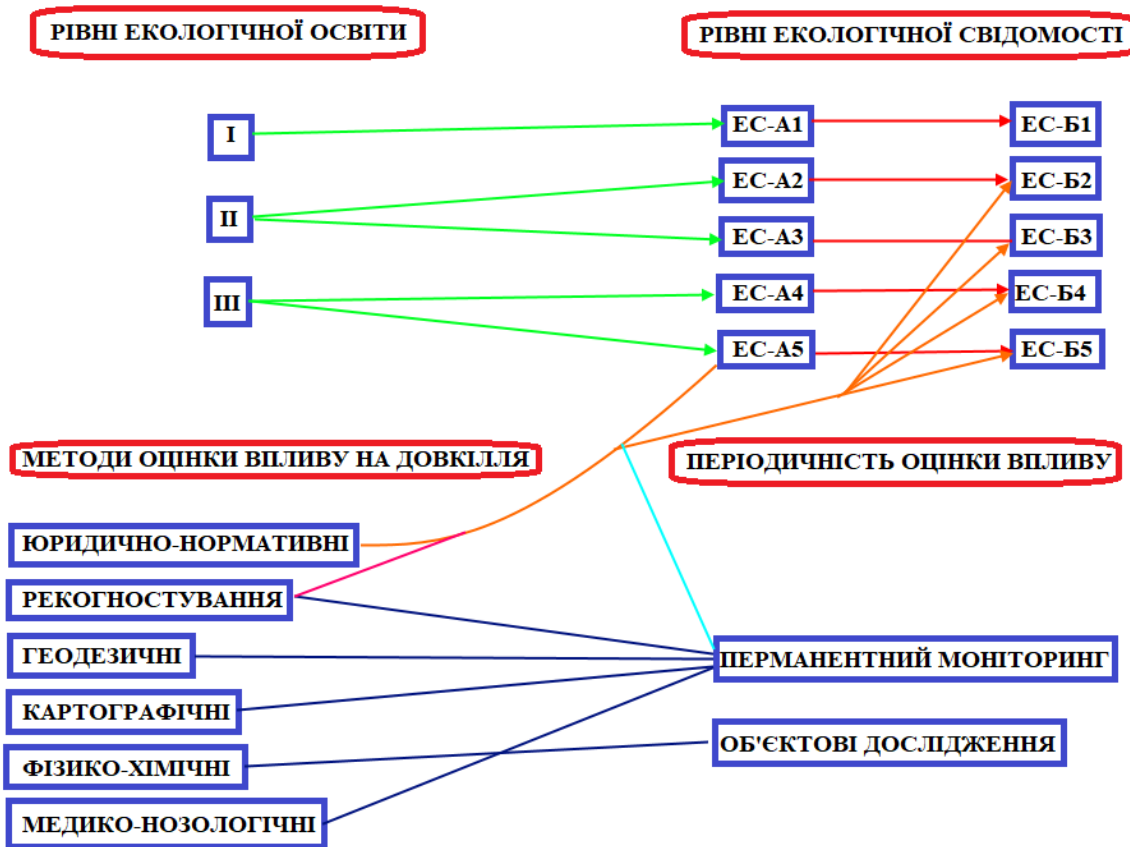 РІВНІ ЕКОЛОГІЧНОЇ ОСВІТИ
РІВНІ ЕКОЛОГІЧНОЇ СВІДОМОСТІ
І
ЕС-А1
ЕС-Б1
ІІ
ЕС-А2
ЕС-Б2
ЕС-А3
ЕС-Б3
ІІІ
ЕС-А4
ЕС-Б4
ЕС-А5
ЕС-Б5
МЕТОДИ ОЦІНКИ ВПЛИВУ НА ДОВКІЛЛЯ
ПЕРІОДИЧНІСТЬ ОЦІНКИ ВПЛИВУ
ЮРИДИЧНО-НОРМАТИВНІ
РЕКОГНОСТУВАННЯ
ГЕОДЕЗИЧНІ
ПЕРМАНЕНТНИЙ МОНІТОРИНГ
КАРТОГРАФІЧНІ
ОБ'ЄКТОВІ ДОСЛІДЖЕННЯ
ФІЗИКО-ХІМІЧНІ
МЕДИКО-НОЗОЛОГІЧНІ